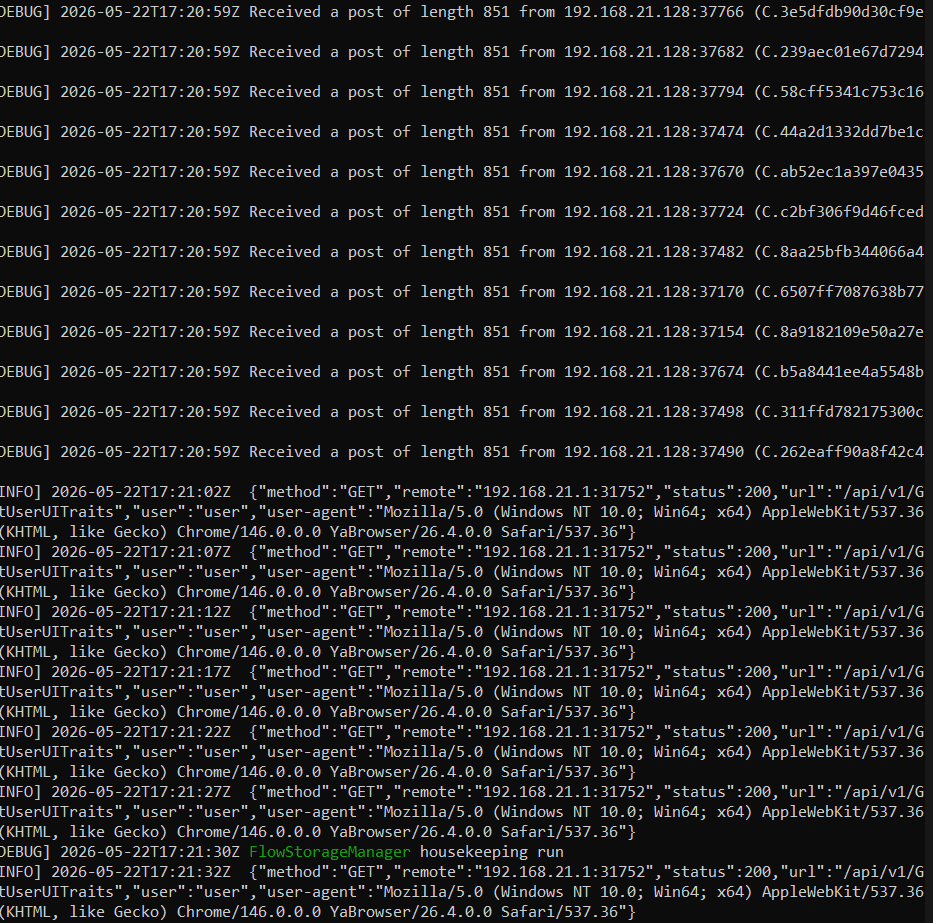 DEBUG] 2026-05-22T17:20:59Z Received a post of length 851 from 192.168.21.128:37766 (C.3e5dfdb90d30cf9e
DEBUG] 2026-05-22T17:20:59Z Received a post of length 851 from 192.168.21.128:37682 (C.239aec01e67d7294
DEBUG] 2026-05-22T17:20:59Z Received a post of length 851 from 192.168.21.128:37794 (C.58cff5341c753c16
DEBUG] 2026-05-22T17:20:59Z Received a post of length 851 from 192.168.21.128:37474 (C.44a2d1332dd7be1c
DEBUG] 2026-05-22T17:20:59Z Received a post of length 851 from 192.168.21.128:37670 (C.ab52ec1a397e0435
DEBUG] 2026-05-22T17:20:59Z Received a post of length 851 from 192.168.21.128:37724 (C.c2bf306f9d46fced
DEBUG] 2026-05-22T17:20:59Z Received a post of length 851 from 192.168.21.128:37482 (C.8aa25bfb344066a4
DEBUG] 2026-05-22T17:20:59Z Received a post of length 851 from 192.168.21.128:37170 (C.6507ff7087638b77
DEBUG] 2026-05-22T17:20:59Z Received a post of length 851 from 192.168.21.128:37154 (C.8a9182109e50a27e
DEBUG] 2026-05-22T17:20:59Z Received a post of length 851 from 192.168.21.128:37674 (C.b5a8441ee4a5548b
DEBUG] 2026-05-22T17:20:59Z Received a post of length 851 from 192.168.21.128:37498 (C.311ffd782175300c
DEBUG] 2026-05-22T17:20:59Z Received a post of length 851 from 192.168.21.128:37490 (C.262eaff90a8f42c4
INFO] 2026-05-22T17:21:02Z  {"method":"GET","remote":"192.168.21.1:31752","status":200,"url":"/api/v1/G
tUserUITraits","user":"user","user-agent":"Mozilla/5.0 (Windows NT 10.0; Win64; x64) AppleWebKit/537.36
(KHTML, like Gecko) Chrome/146.0.0.0 YaBrowser/26.4.0.0 Safari/537.36"}
INFO] 2026-05-22T17:21:07Z  {"method":"GET","remote":"192.168.21.1:31752","status":200,"url":"/api/v1/G
tUserUITraits","user":"user","user-agent":"Mozilla/5.0 (Windows NT 10.0; Win64; x64) AppleWebKit/537.36
(KHTML, like Gecko) Chrome/146.0.0.0 YaBrowser/26.4.0.0 Safari/537.36"}
INFO] 2026-05-22T17:21:12Z  {"method":"GET","remote":"192.168.21.1:31752","status":200,"url":"/api/v1/G
tUserUITraits","user":"user","user-agent":"Mozilla/5.0 (Windows NT 10.0; Win64; x64) AppleWebKit/537.36
(KHTML, like Gecko) Chrome/146.0.0.0 YaBrowser/26.4.0.0 Safari/537.36"}
INFO] 2026-05-22T17:21:17Z  {"method":"GET","remote":"192.168.21.1:31752","status":200,"url":"/api/v1/G
tUserUITraits","user":"user","user-agent":"Mozilla/5.0 (Windows NT 10.0; Win64; x64) AppleWebKit/537.36
(KHTML, like Gecko) Chrome/146.0.0.0 YaBrowser/26.4.0.0 Safari/537.36"}
INFO] 2026-05-22T17:21:22Z  {"method":"GET","remote":"192.168.21.1:31752","status":200,"url":"/api/v1/G
tUserUITraits","user":"user","user-agent":"Mozilla/5.0 (Windows NT 10.0; Win64; x64) AppleWebKit/537.36
(KHTML, like Gecko) Chrome/146.0.0.0 YaBrowser/26.4.0.0 Safari/537.36"}
INFO] 2026-05-22T17:21:27Z  {"method":"GET","remote":"192.168.21.1:31752","status":200,"url":"/api/v1/G
tUserUITraits","user":"user","user-agent":"Mozilla/5.0 (Windows NT 10.0; Win64; x64) AppleWebKit/537.36
(KHTML, like Gecko) Chrome/146.0.0.0 YaBrowser/26.4.0.0 Safari/537.36"}
DEBUG] 2026-05-22T17:21:30Z FlowStorageManager housekeeping run
INFO] 2026-05-22T17:21:32Z  {"method":"GET","remote":"192.168.21.1:31752","status":200,"url":"/api/v1/G
tUserUITraits","user":"user","user-agent":"Mozilla/5.0 (Windows NT 10.0; Win64; x64) AppleWebKit/537.36
(KHTML, like Gecko) Chrome/146.0.0.0 YaBrowser/26.4.0.0 Safari/537.36"}